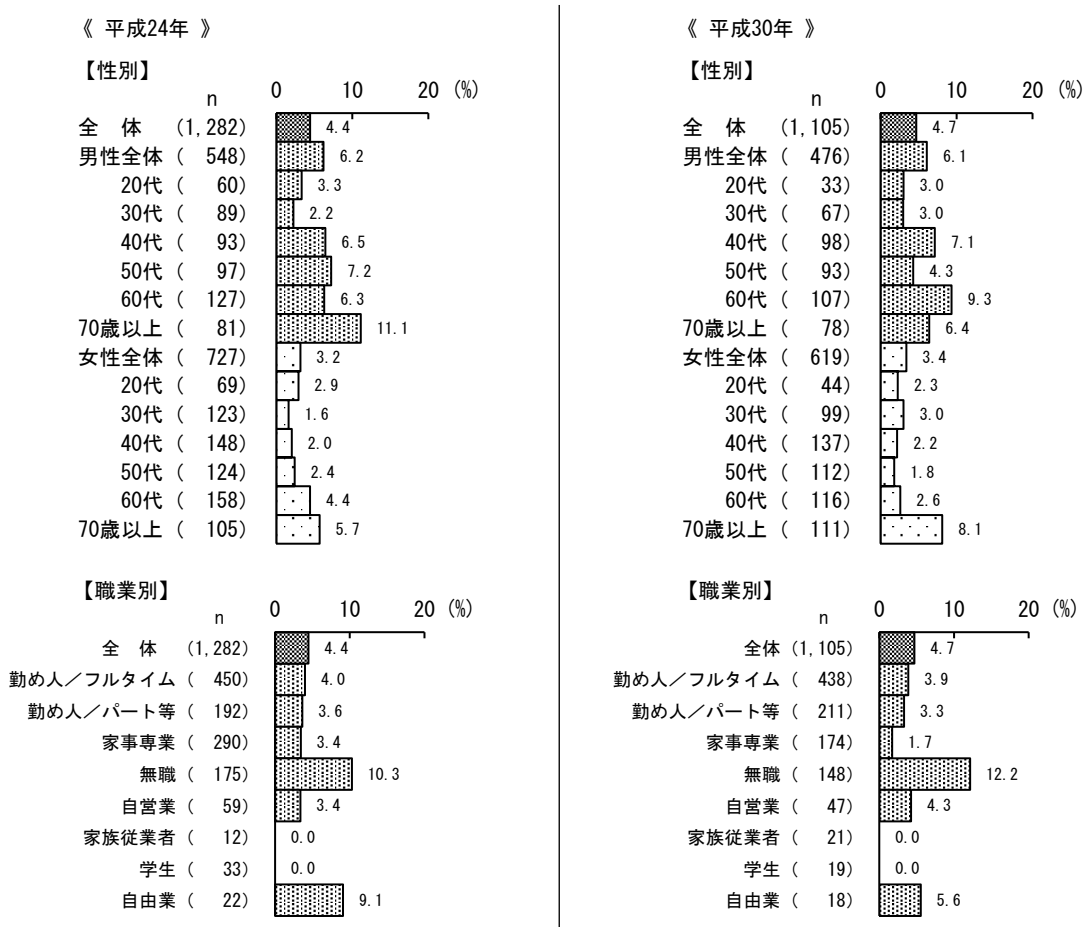 《 平成24年 》
【性別】
0 10 20 (%)
n
全 体 (1,282) 4.4
男性全体 ( 548) 6.2
20代 ( 60) 3.3
30代 ( 89) 2.2
40代 ( 93) 6.5
50代 ( 97) 7.2
60代 ( 127) 6.3
70歳以上 ( 81) 11.1
女性全体 ( 727) 3.2
20代 ( 69) 2.9
30代 ( 123) 1.6
40代 ( 148) 2.0
50代 ( 124) 2.4
60代 ( 158) 4.4
70歳以上 ( 105) 5.7
【職業別】
0 10 20 (%)
n
全 体 (1,282) 4.4
勤め人/フルタイム ( 450) 4.0
勤め人/パート等 ( 192) 3.6
家事専業 ( 290) 3.4
無職 ( 175) 10.3
自営業 ( 59) 3.4
家族従業者 ( 12) 0.0
学生 ( 33) 0.0
自由業 ( 22) 9.1
《 平成30年 》
【性別】
0 10 20 (%)
n
全 体 (1,105) 4.7
男性全体 ( 476) 6.1
20代 ( 33) 3.0
30代 ( 67) 3.0
40代 ( 98) 7.1
50代 ( 93) 4.3
60代 ( 107) 9.3
70歳以上 ( 78) 6.4
女性全体 ( 619) 3.4
20代 ( 44) 2.3
30代 ( 99) 3.0
40代 ( 137) 2.2
50代 ( 112) 1.8
60代 ( 116) 2.6
70歳以上 ( 111) 8.1
【職業別】
0 10 20 (%)
n
全体 (1,105) 4.7
勤め人/フルタイム ( 438) 3.9
勤め人/パート等 ( 211) 3.3
家事専業 ( 174) 1.7
無職 ( 148) 12.2
自営業 ( 47) 4.3
家族従業者 ( 21) 0.0
学生 ( 19) 0.0
自由業 ( 18) 5.6